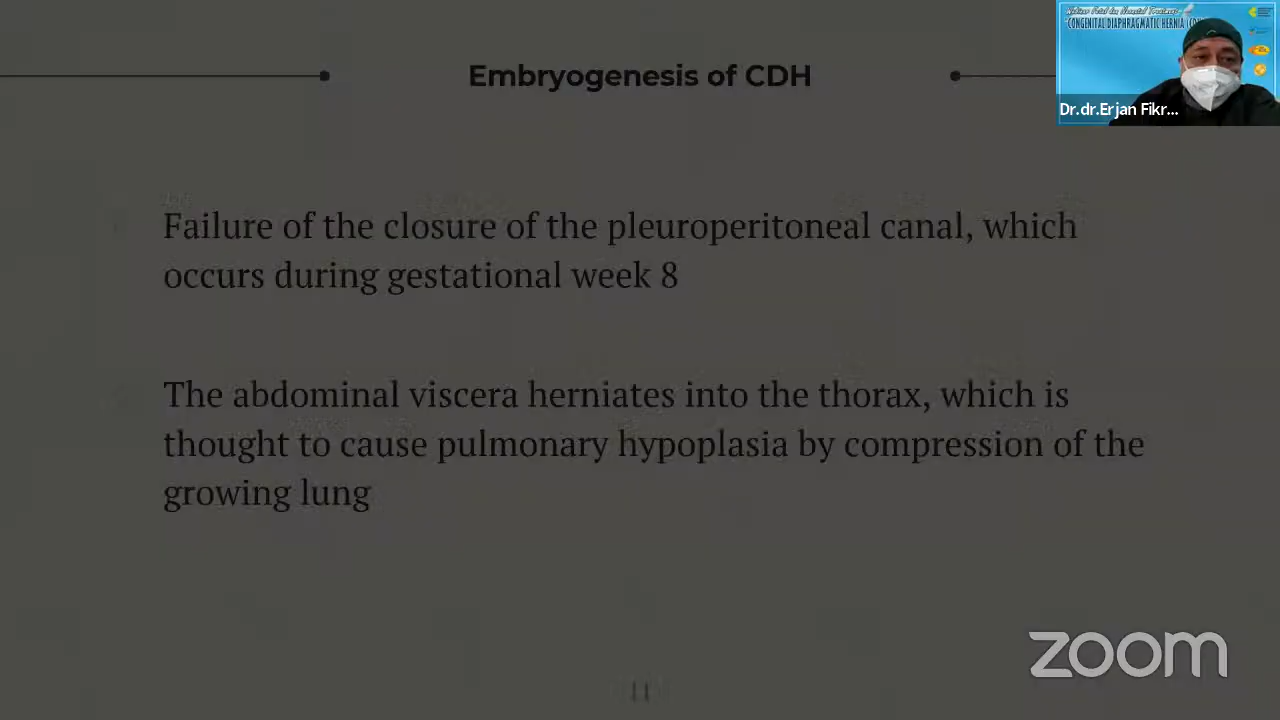 Embryogenesis of CDH
CONGENITAL DIAPHRAGMATIC HERNIA
Dr.dr.Erjan Fikr...
Failure of the closure of the pleuroperitoneal canal, which
occurs during gestational week 8
The abdominal viscera herniates into the thorax, which is
thought to cause pulmonary hypoplasia by compression of the
growing lung
zoom
11